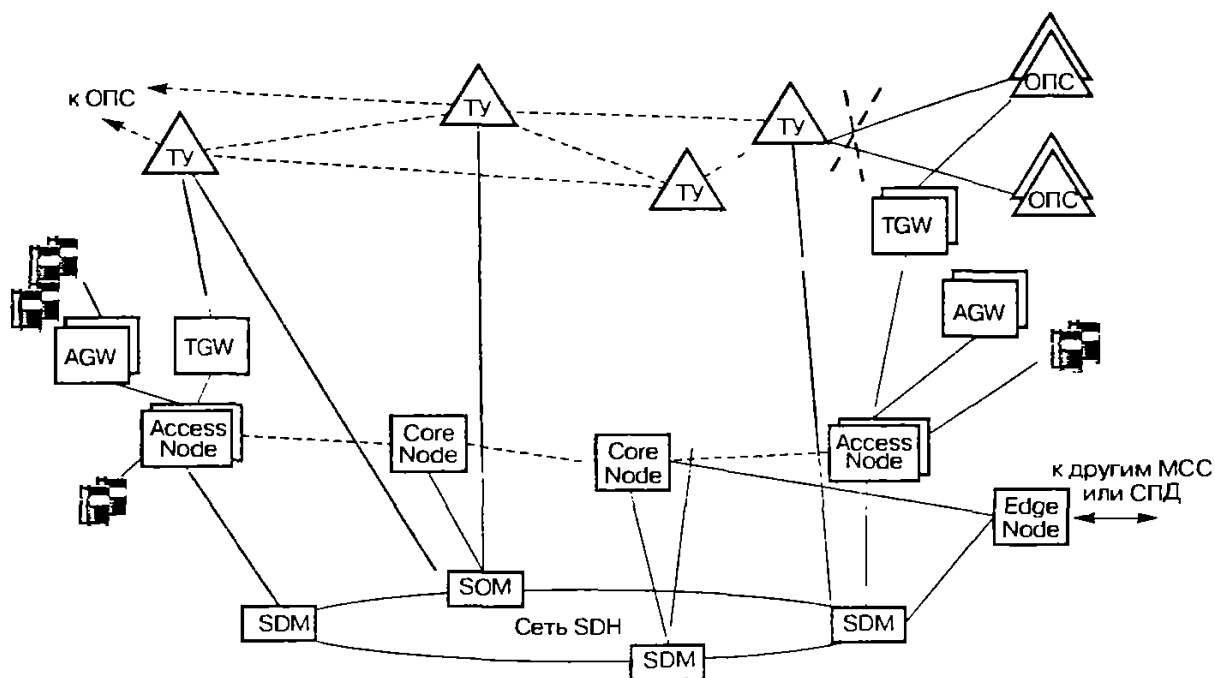 ОПС
к ОПС
ТУ
ТУ
ТУ
ТУ
ОПС
TGW
AGW
AGW
TGW
Access
Node
Core
Node
Core
Node
Access
Node
к другим МСС
или СПД
Edge
Node
SOM
SDM
Сеть SDH
SDM
SDM